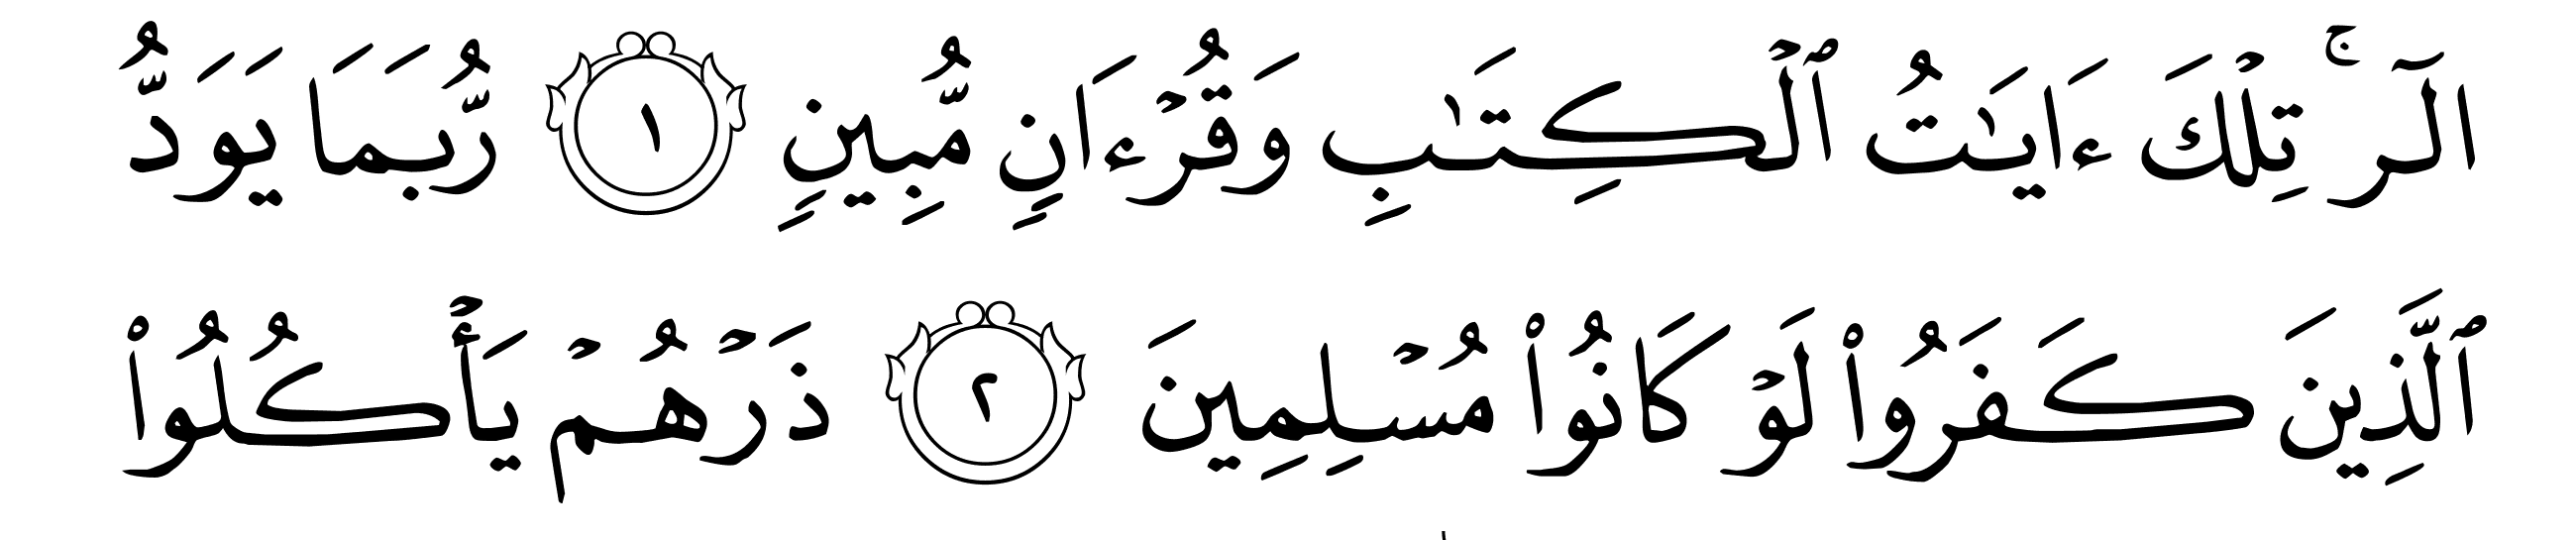 الٓرۚ تِلۡكَ ءَايَٰتُ ٱلۡكِتَٰبِ وَقُرۡءَانٖ مُّبِينٖ ١ رُّبَمَا يَوَدُّ
ٱلَّذِينَ كَفَرُواْ لَوۡ كَانُواْ مُسۡلِمِينَ ٢ ذَرۡهُمۡ يَأۡكُلُواْ